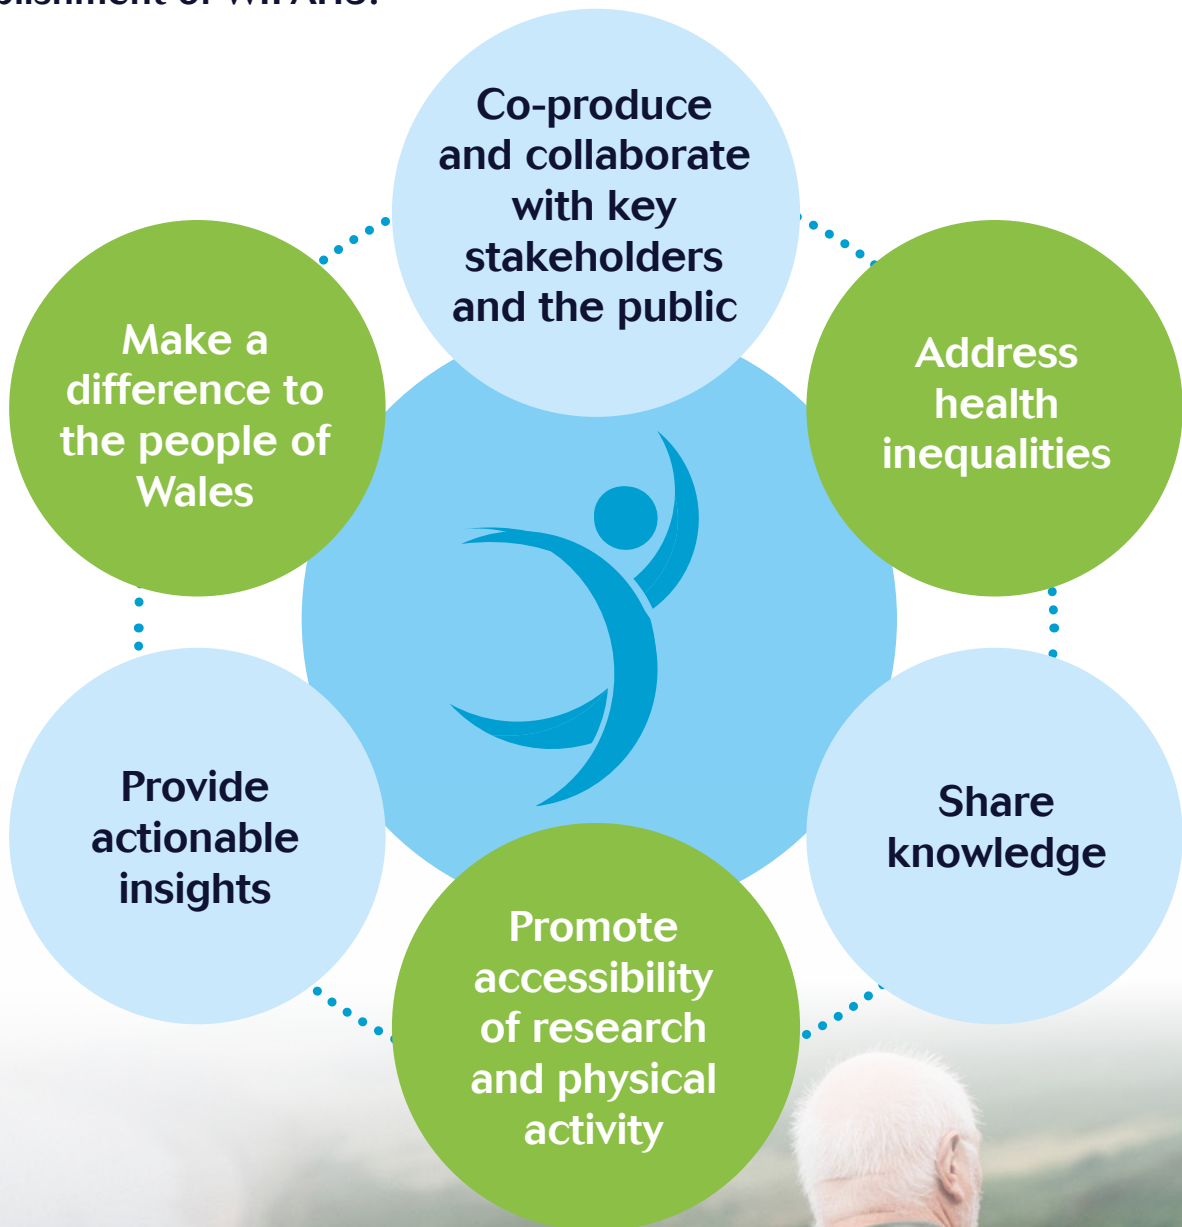 Co-produce
and collaborate
with key
stakeholders
and the public
Address
health
inequalities
Share
knowledge
Promote
accessibility
of research
and physical
activity
Provide
actionable
insights
Make a
difference to
the people of
Wales